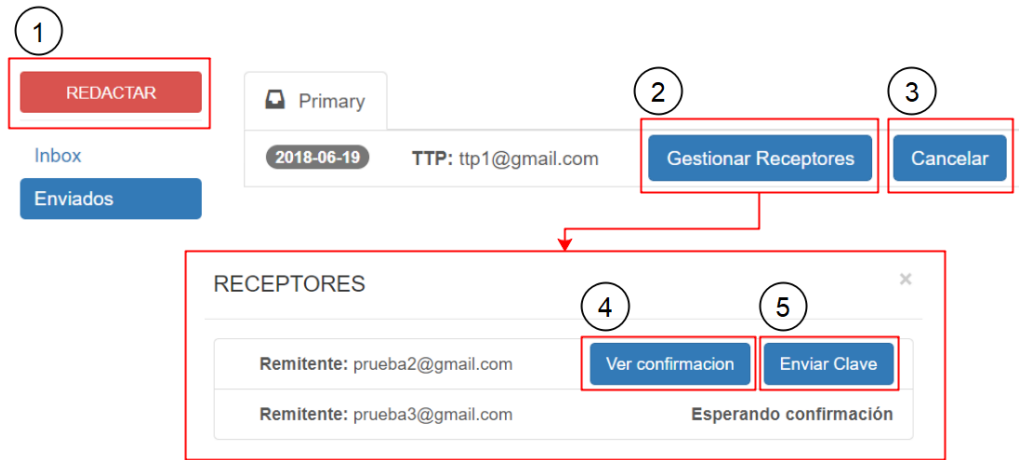 1
REDACTAR
Primary
2
3
Inbox
2018-06-19 TTP: ttp1@gmail.com Gestionar Receptores Cancelar
Enviados
RECEPTORES ×
4
5
Remitente: prueba2@gmail.com Ver confirmacion Enviar Clave
Remitente: prueba3@gmail.com Esperando confirmación